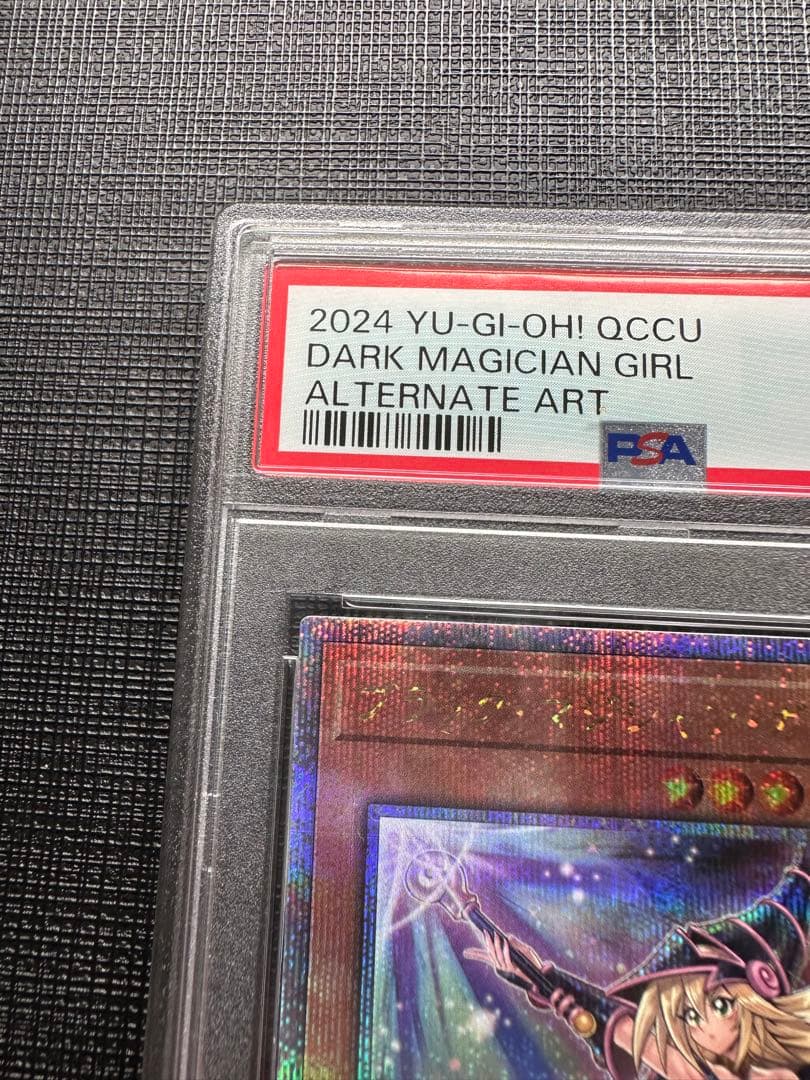 2024 YU-GI-OH! QCCU
DARK MAGICIAN GIRL
ALTERNATE ART
PSA